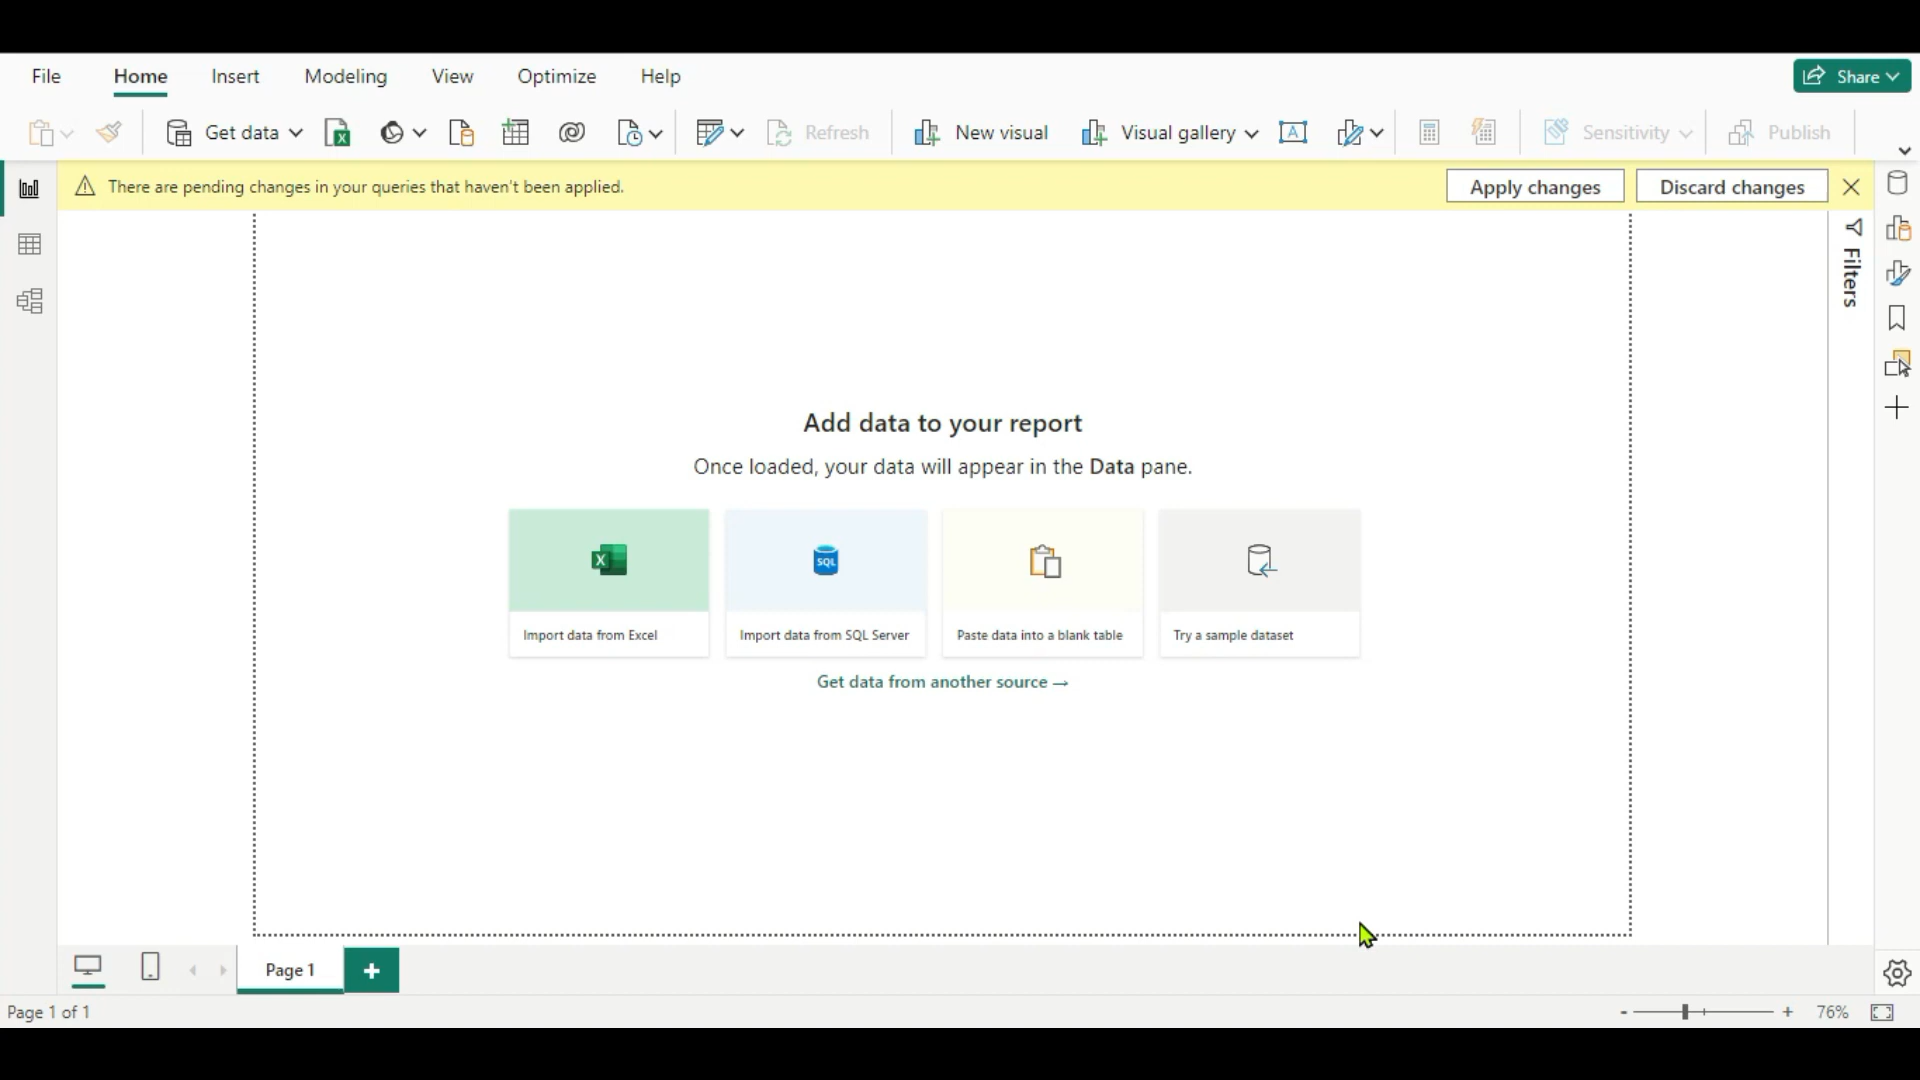 File Home Insert Modeling View Optimize Help Share
Get data Refresh New visual Visual gallery Sensitivity Publish
There are pending changes in your queries that haven't been applied. Apply changes Discard changes
Filters
Add data to your report
Once loaded, your data will appear in the Data pane.
SQL
Import data from Excel Import data from SQL Server Paste data into a blank table Try a sample dataset
Get data from another source →
Page 1
Page 1 of 1 - + 76%